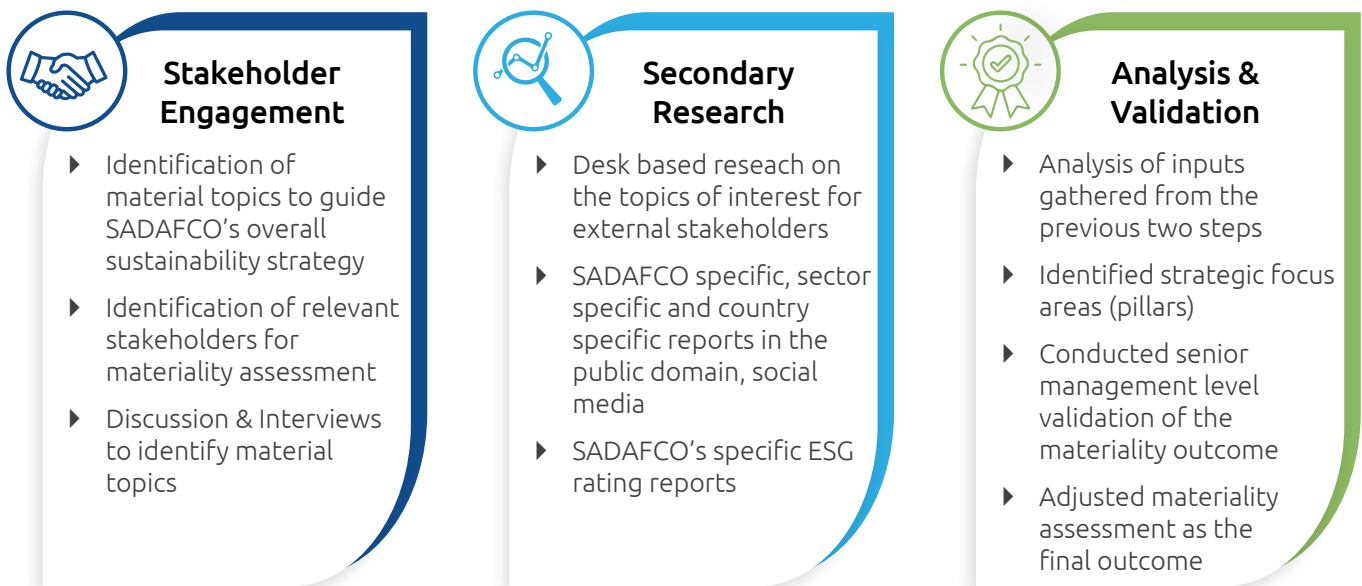 Stakeholder
Engagement
Identification of
material topics to guide
SADAFCO’s overall
sustainability strategy
Identification of relevant
stakeholders for
materiality assessment
Discussion & Interviews
to identify material
topics
Secondary
Research
Desk based reseach on
the topics of interest for
external stakeholders
SADAFCO specific, sector
specific and country
specific reports in the
public domain, social
media
SADAFCO’s specific ESG
rating reports
Analysis &
Validation
Analysis of inputs
gathered from the
previous two steps
Identified strategic focus
areas (pillars)
Conducted senior
management level
validation of the
materiality outcome
Adjusted materiality
assessment as the
final outcome